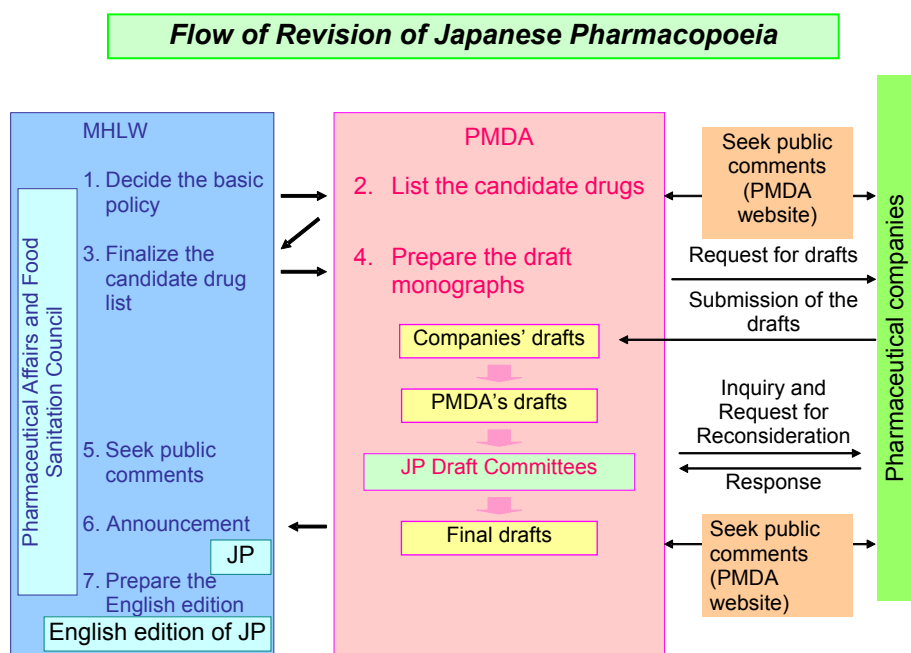 Flow of Revision of Japanese Pharmacopoeia
MHLW
Pharmaceutical Affairs and Food
Sanitation Council
1. Decide the basic
policy
3. Finalize the
candidate drug
list
5. Seek public
comments
6. Announcement
JP
7. Prepare the
English edition
English edition of JP
PMDA
2. List the candidate drugs
4. Prepare the draft
monographs
Companies' drafts
PMDA's drafts
JP Draft Committees
Final drafts
Seek public
comments
(PMDA
website)
Request for drafts
Submission of the
drafts
Inquiry and
Request for
Reconsideration
Response
Seek public
comments
(PMDA
website)
Pharmaceutical companies